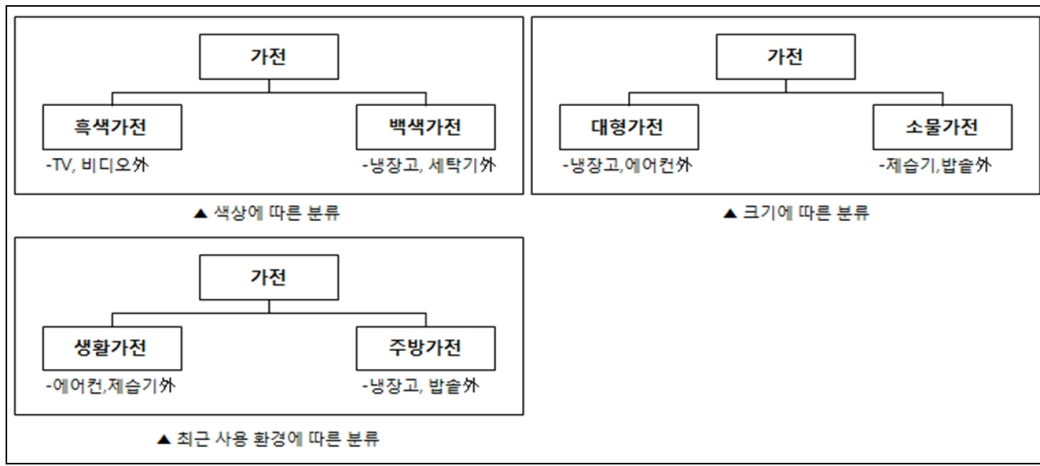 가전
흑색가전
백색가전
-TV, 비디오外
-냉장고, 세탁기外
▲ 색상에 따른 분류
가전
대형가전
소물가전
-냉장고,에어컨外
-제습기,밥솥外
▲ 크기에 따른 분류
가전
생활가전
주방가전
-에어컨,제습기外
-냉장고, 밥솥外
▲ 최근 사용 환경에 따른 분류